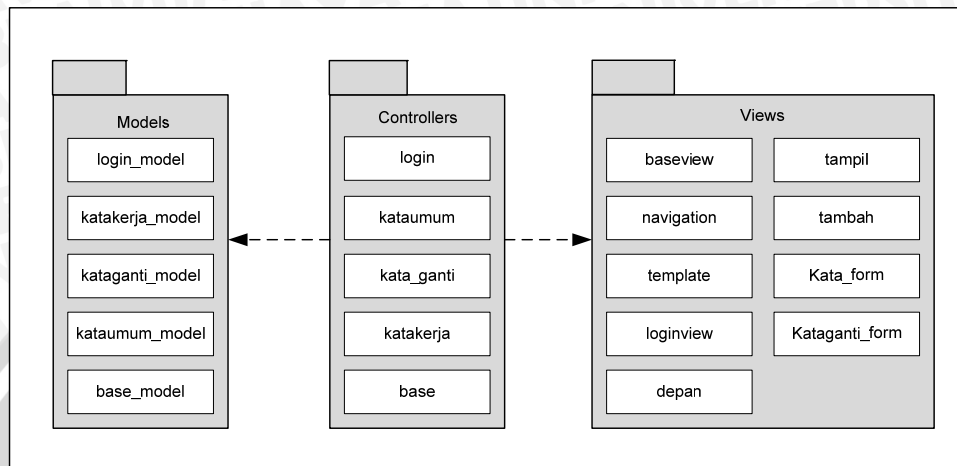 Models
login_model
katakerja_model
kataganti_model
kataumum_model
base_model
Controllers
login
kataumum
kata_ganti
katakerja
base
Views
baseview
navigation
template
loginview
depan
tampil
tambah
Kata_form
Kataganti_form